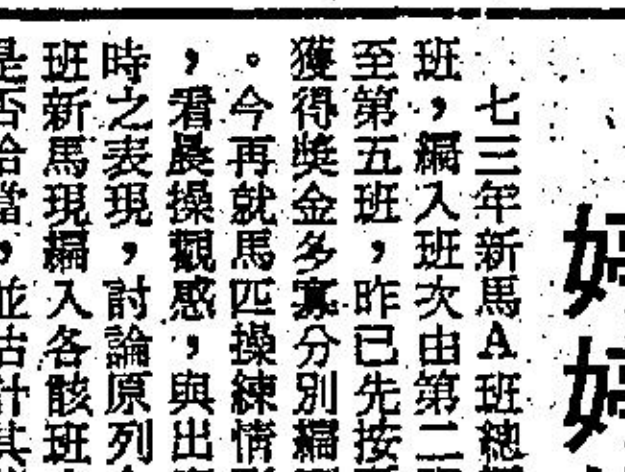 婷婷
七三年新馬A班總
班，編入班次由第二
至第五班，昨已先按
獲得獎金多寡分別編
。今再就馬匹操練情
，看晨操觀感，與出
時之表現，討論原列
班新馬現編入各該班
是否恰當，並估計其